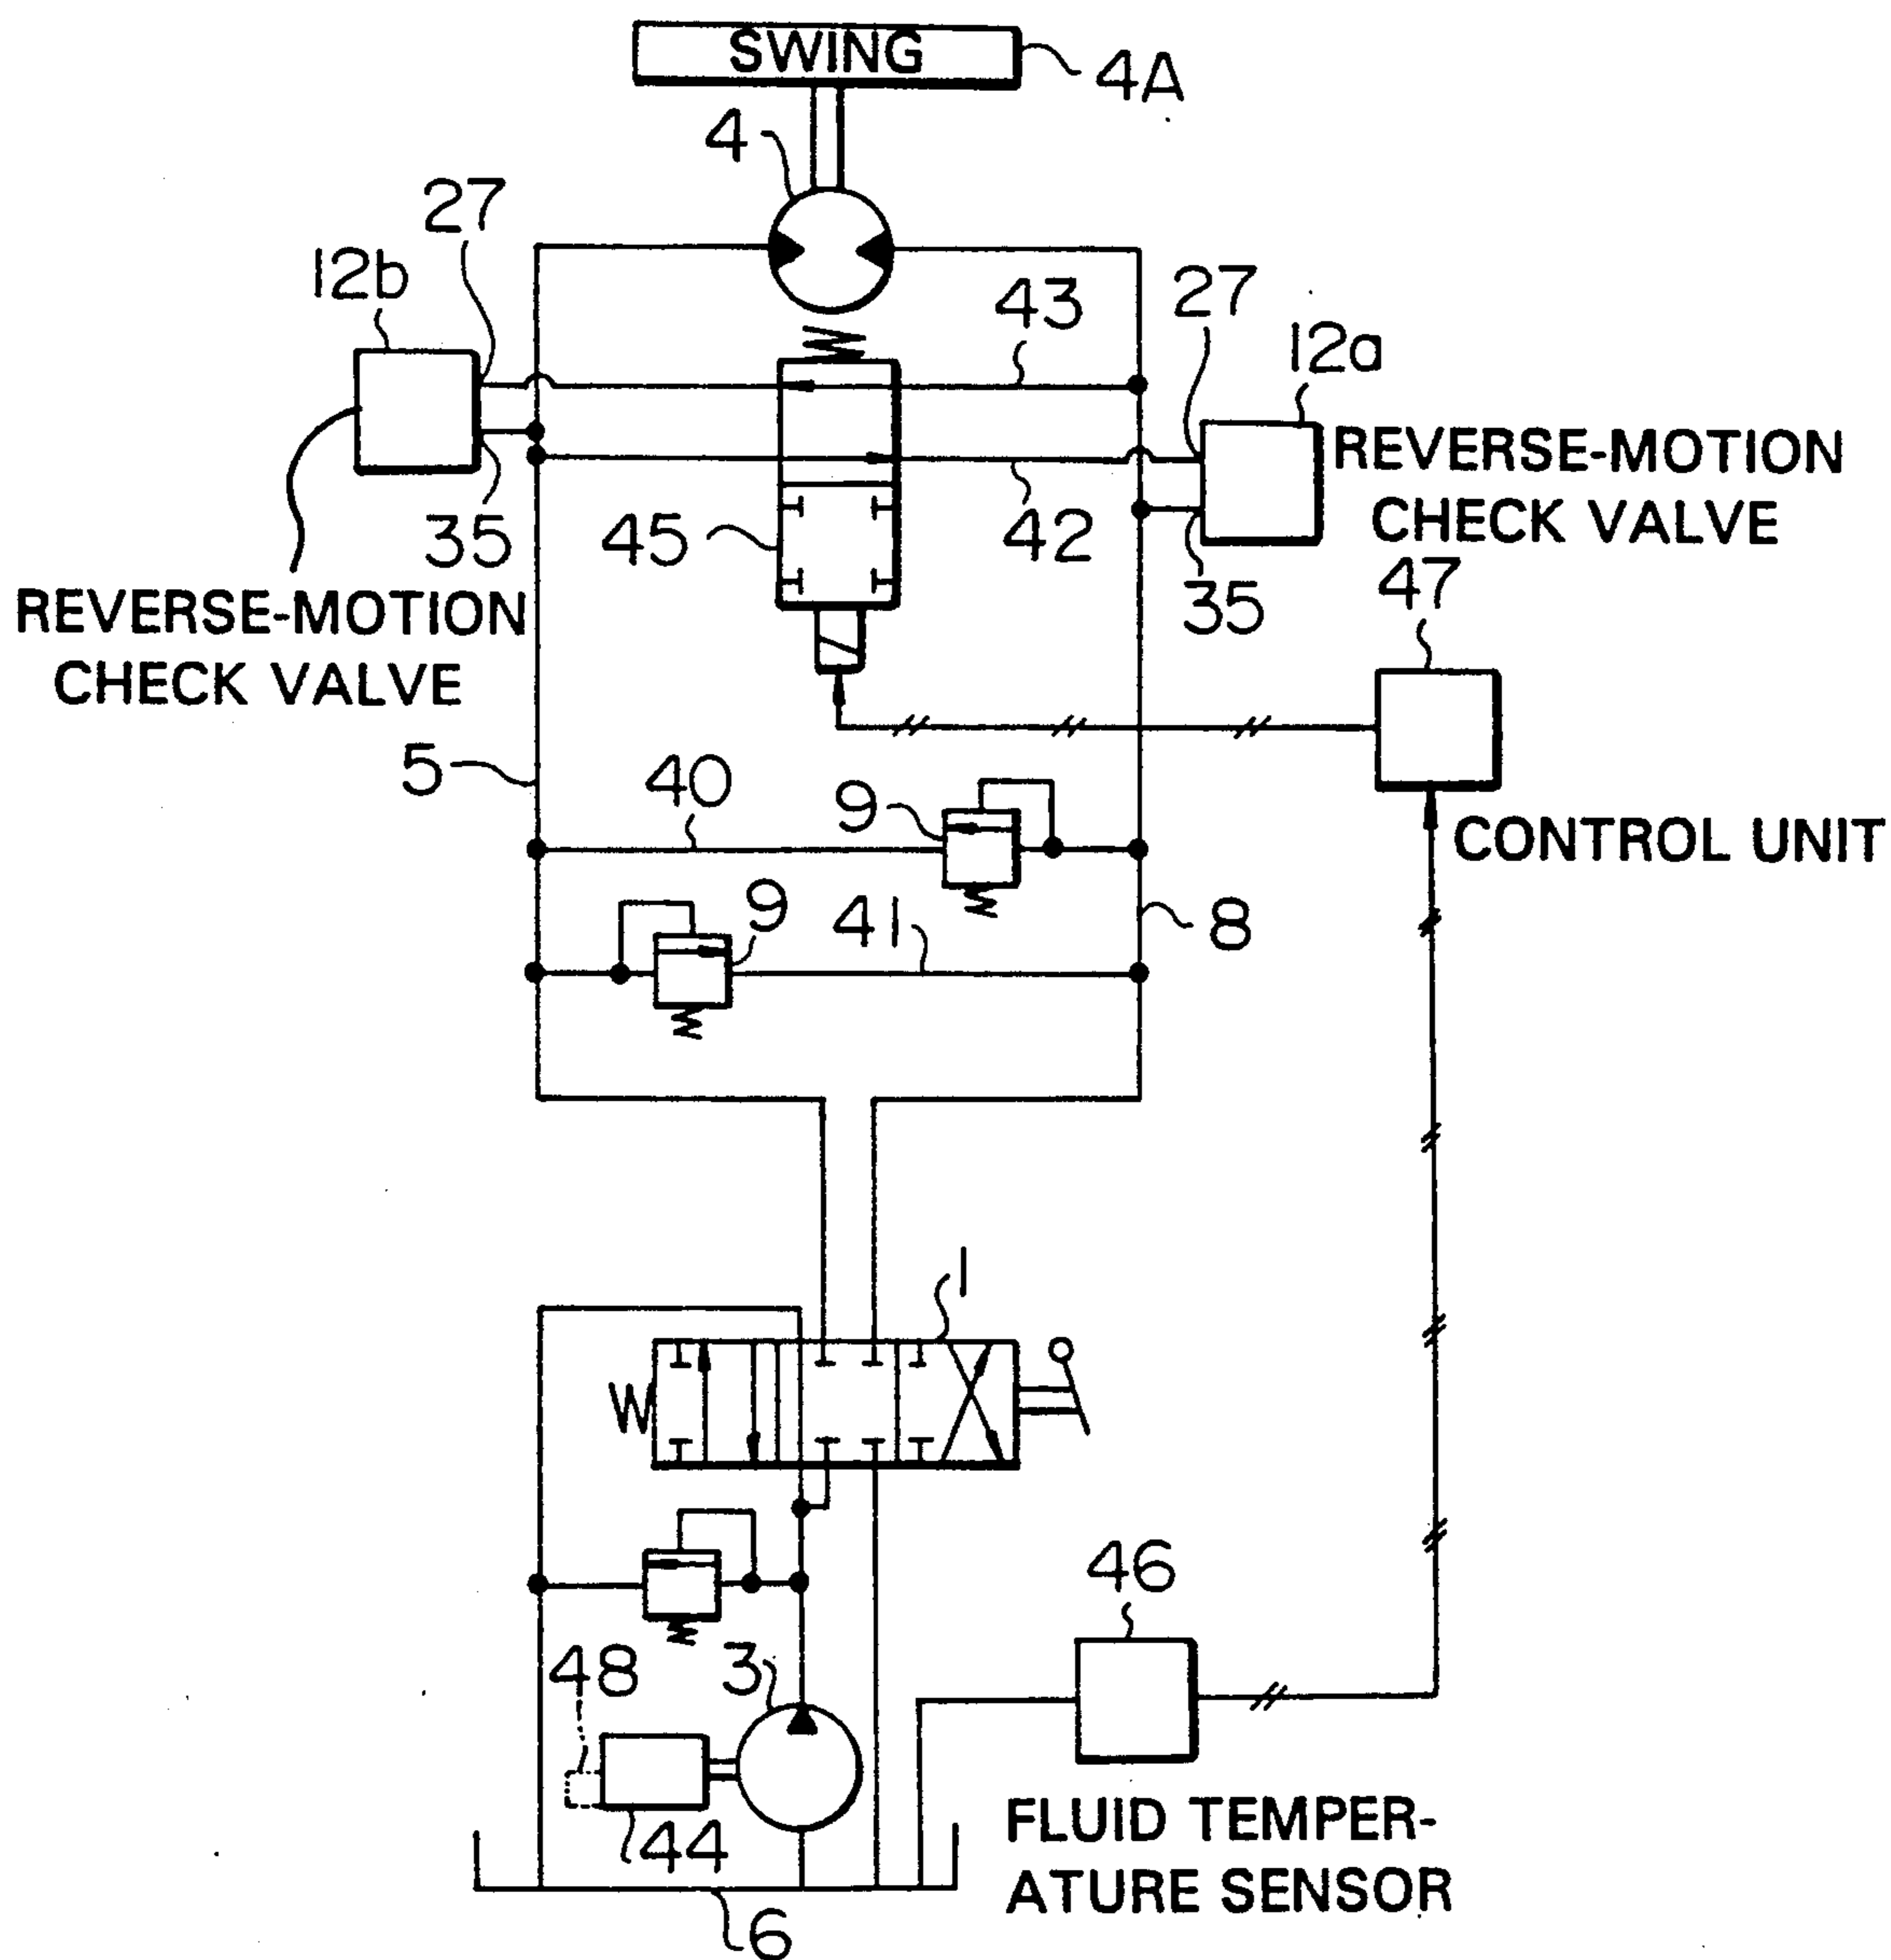 SWING
4A
4
27
12b
43
27
12a
REVERSE-MOTION
CHECK VALVE
35
45
42
35
47
REVERSE-MOTION
CHECK VALVE
5
40
9
CONTROL UNIT
9
41
8
1
46
48
3
44
FLUID TEMPER-
ATURE SENSOR
6